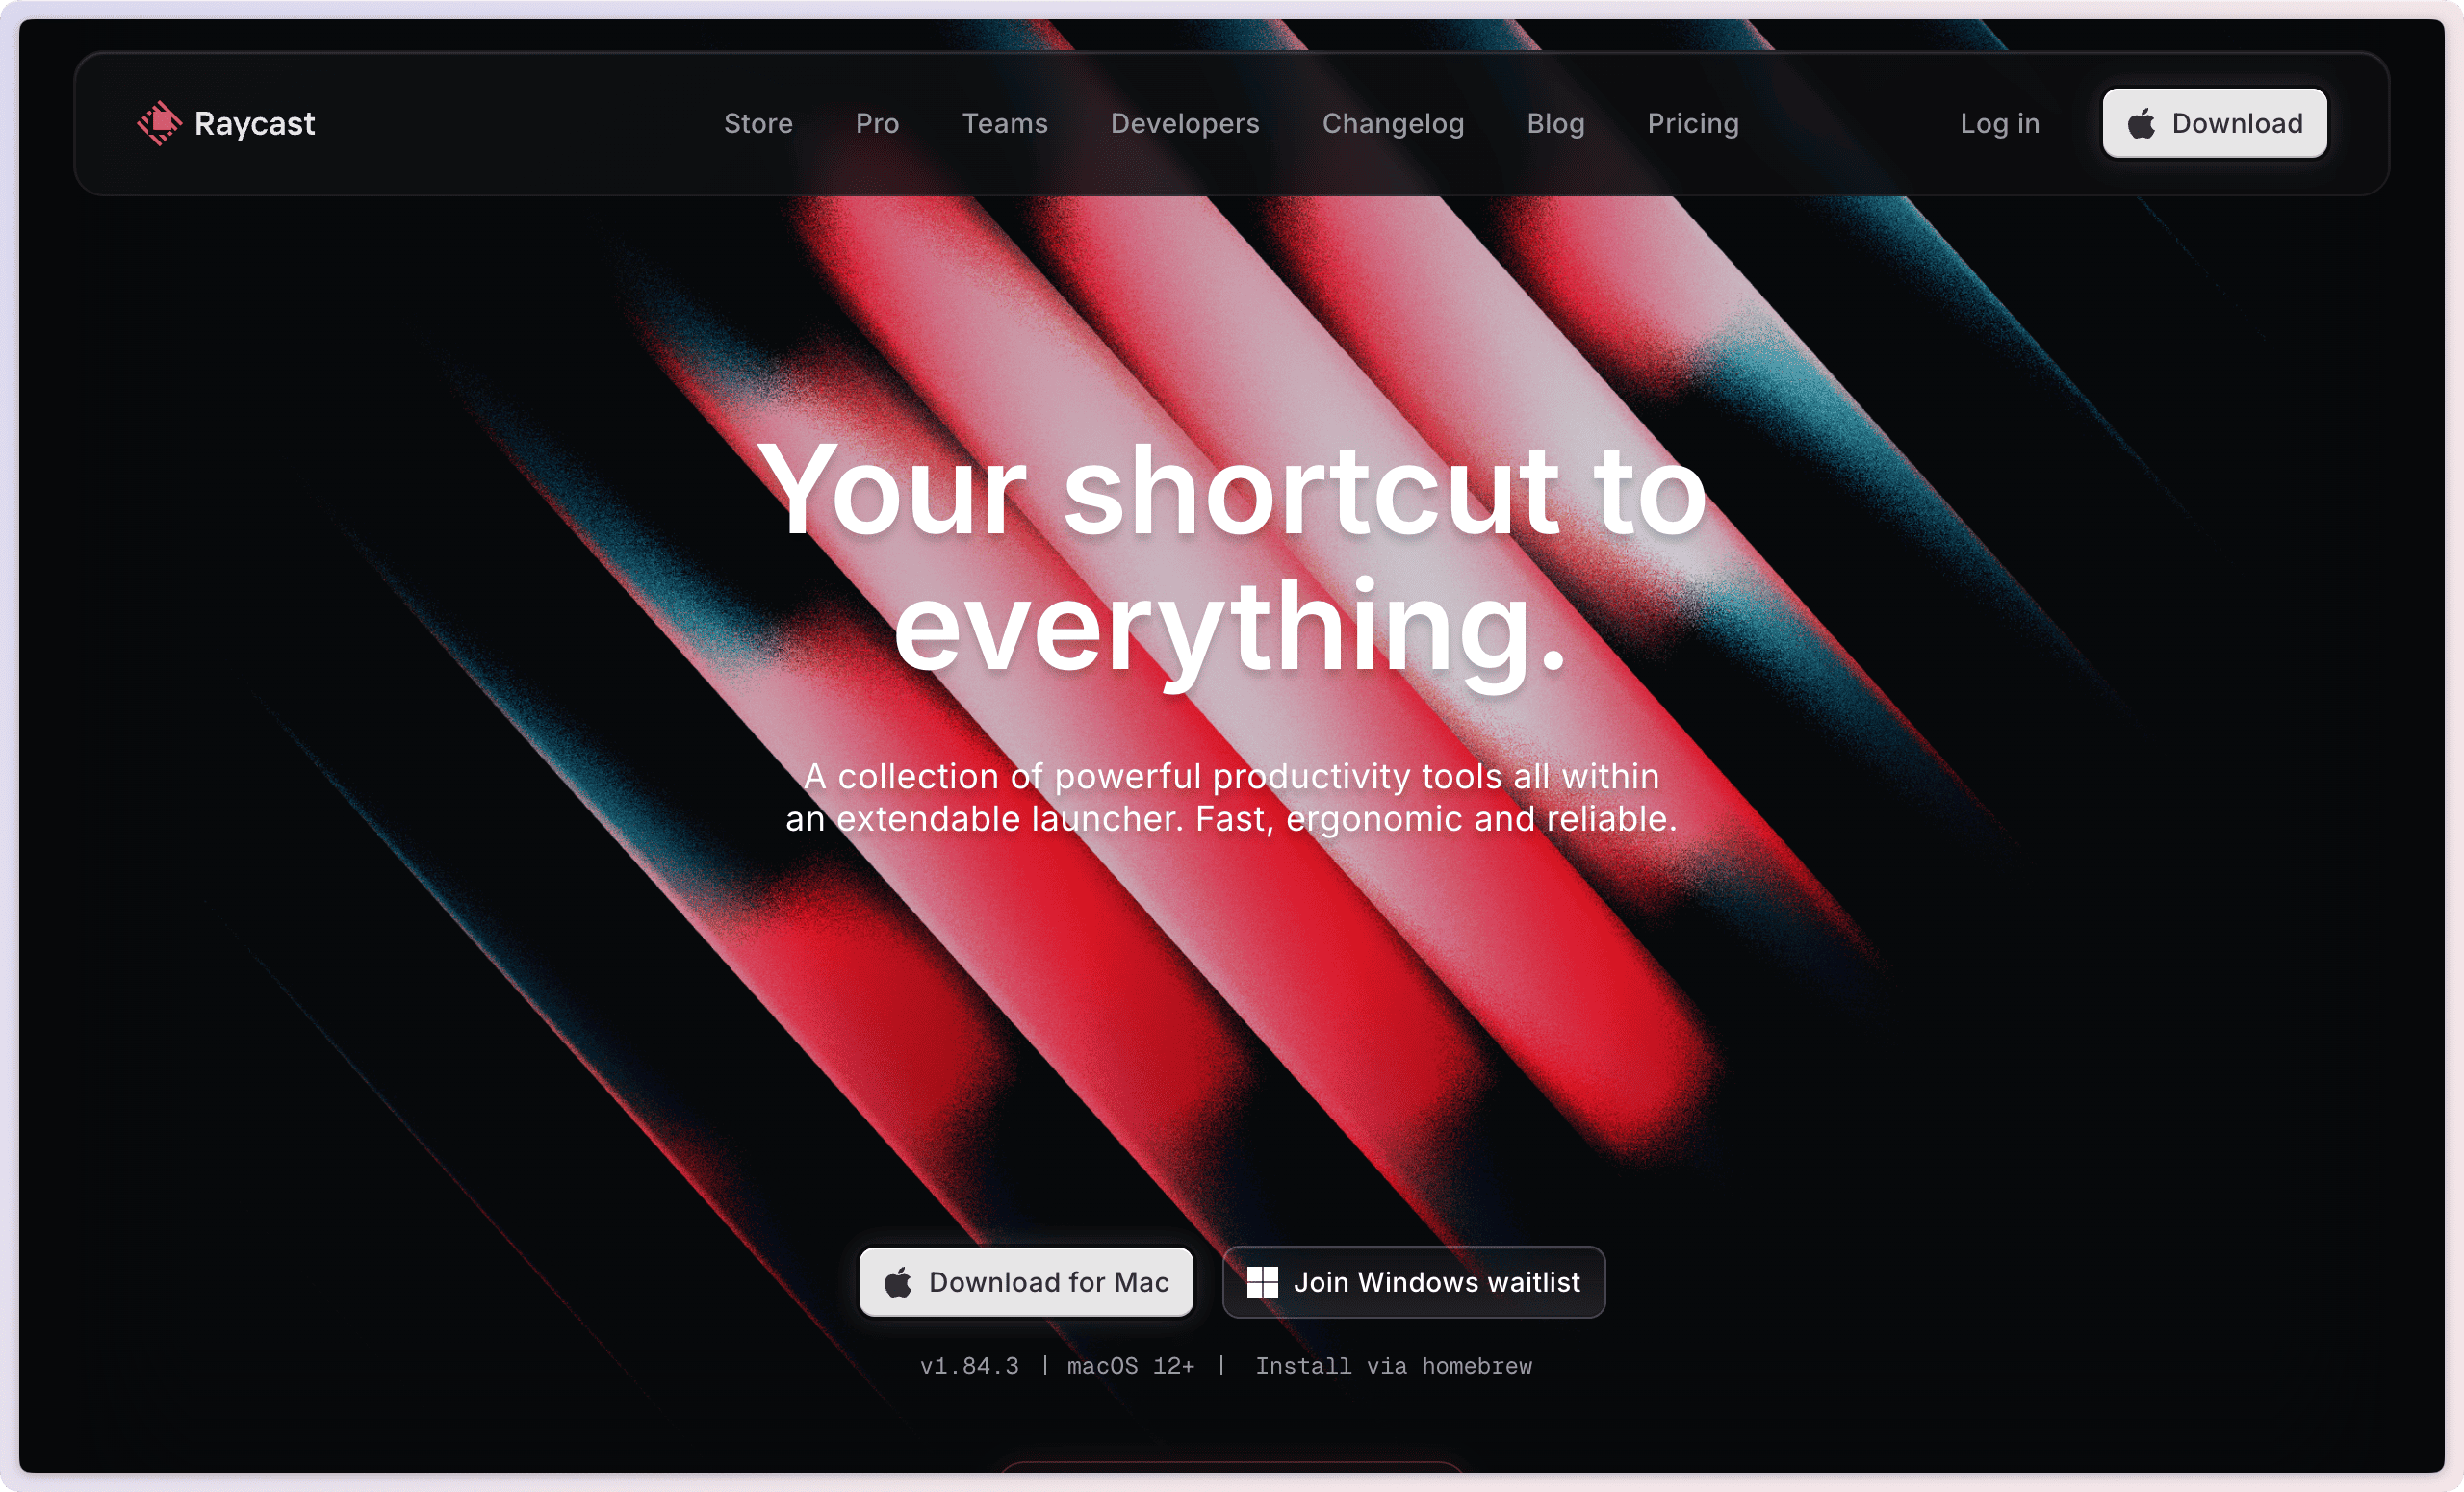 Raycast
Store Pro Teams Developers Changelog Blog Pricing
Log in
Download
Your shortcut to
everything.
A collection of powerful productivity tools all within
an extendable launcher. Fast, ergonomic and reliable.
Download for Mac
Join Windows waitlist
v1.84.3 | macOS 12+ | Install via homebrew